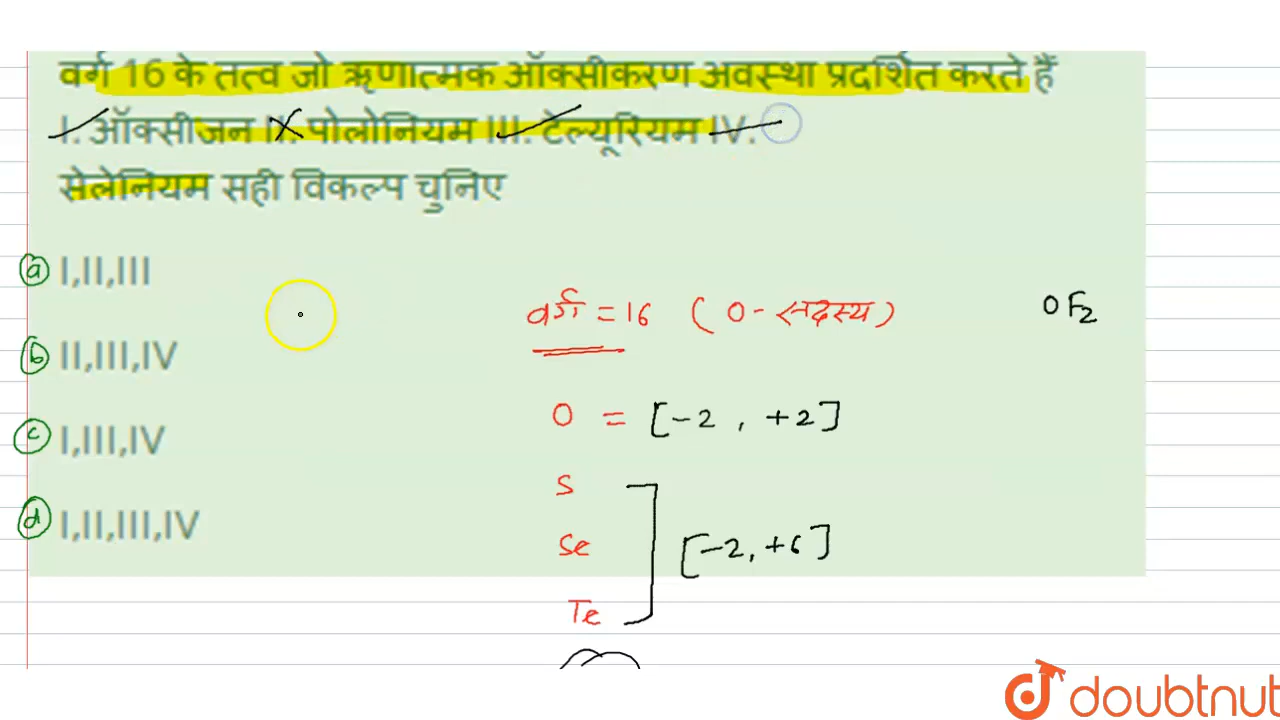 वर्ग 16 के तत्व जो ऋणात्मक ऑक्सीकरण अवस्था प्रदर्शित करते हैं
I. ऑक्सीजन II. पोलोनियम III. टेल्यूरियम IV.
सेलेनियम सही विकल्प चुनिए
a I,II,III
b II,III,IV
c I,III,IV
d I,II,III,IV
वर्ग = 16 ( O - सदस्य )
OF2
O = [-2 , +2]
S
Se
[-2, +6]
Te
doubtnut